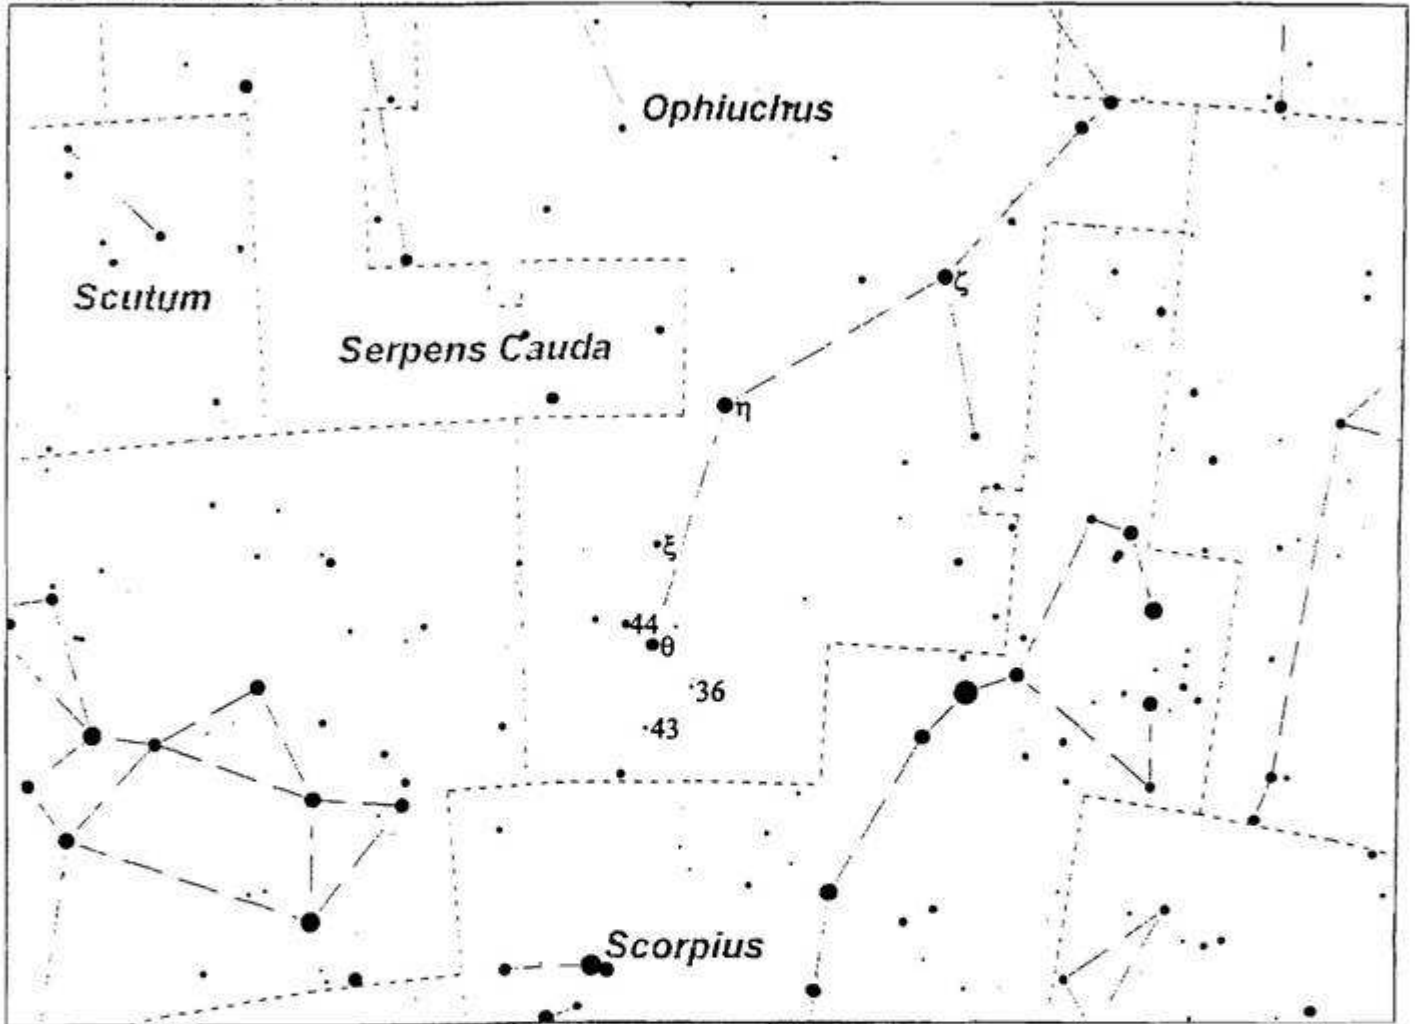 Ophiuchus
ζ
Scutum
Serpens Cauda
η
ξ
44
θ
36
43
Scorpius